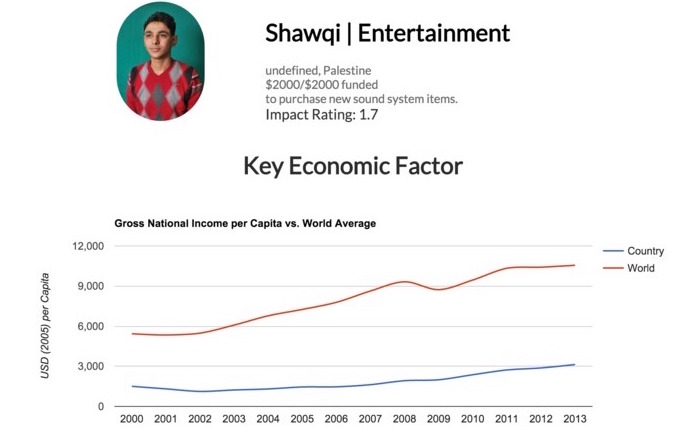 Shawqi | Entertainment
undefined, Palestine
$2000/$2000 funded
to purchase new sound system items.
Impact Rating: 1.7
Key Economic Factor
Gross National Income per Capita vs. World Average
12,000
9,000
6,000
3,000
0
USD (2005) per Capita
Country
World
2000 2001 2002 2003 2004 2005 2006 2007 2008 2009 2010 2011 2012 2013